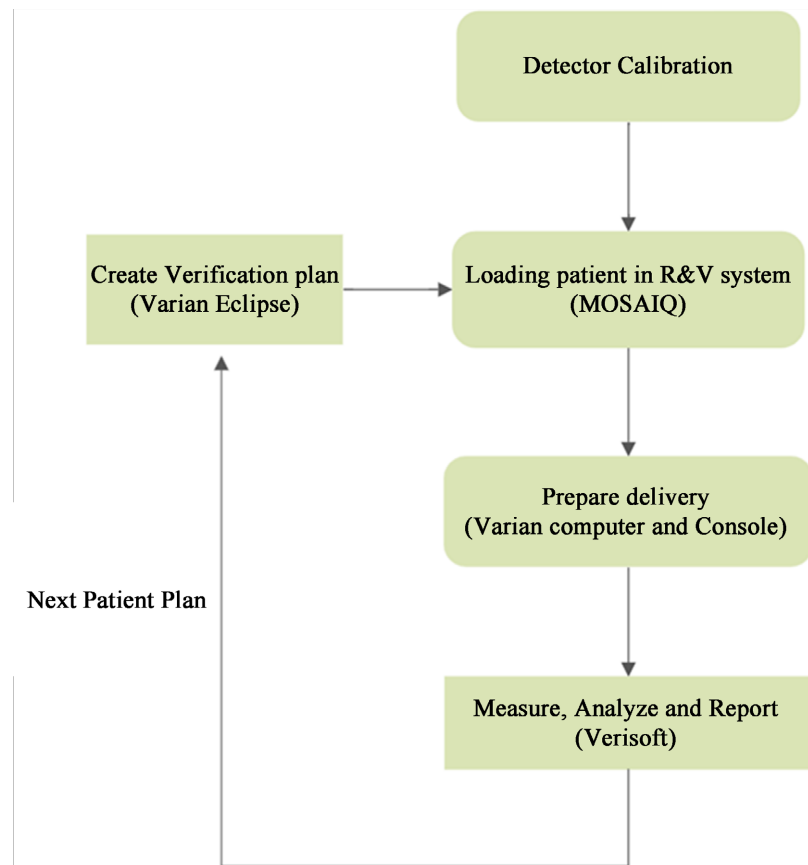 Detector Calibration
Create Verification plan
(Varian Eclipse)
Loading patient in R&V system
(MOSAIQ)
Prepare delivery
(Varian computer and Console)
Next Patient Plan
Measure, Analyze and Report
(Verisoft)